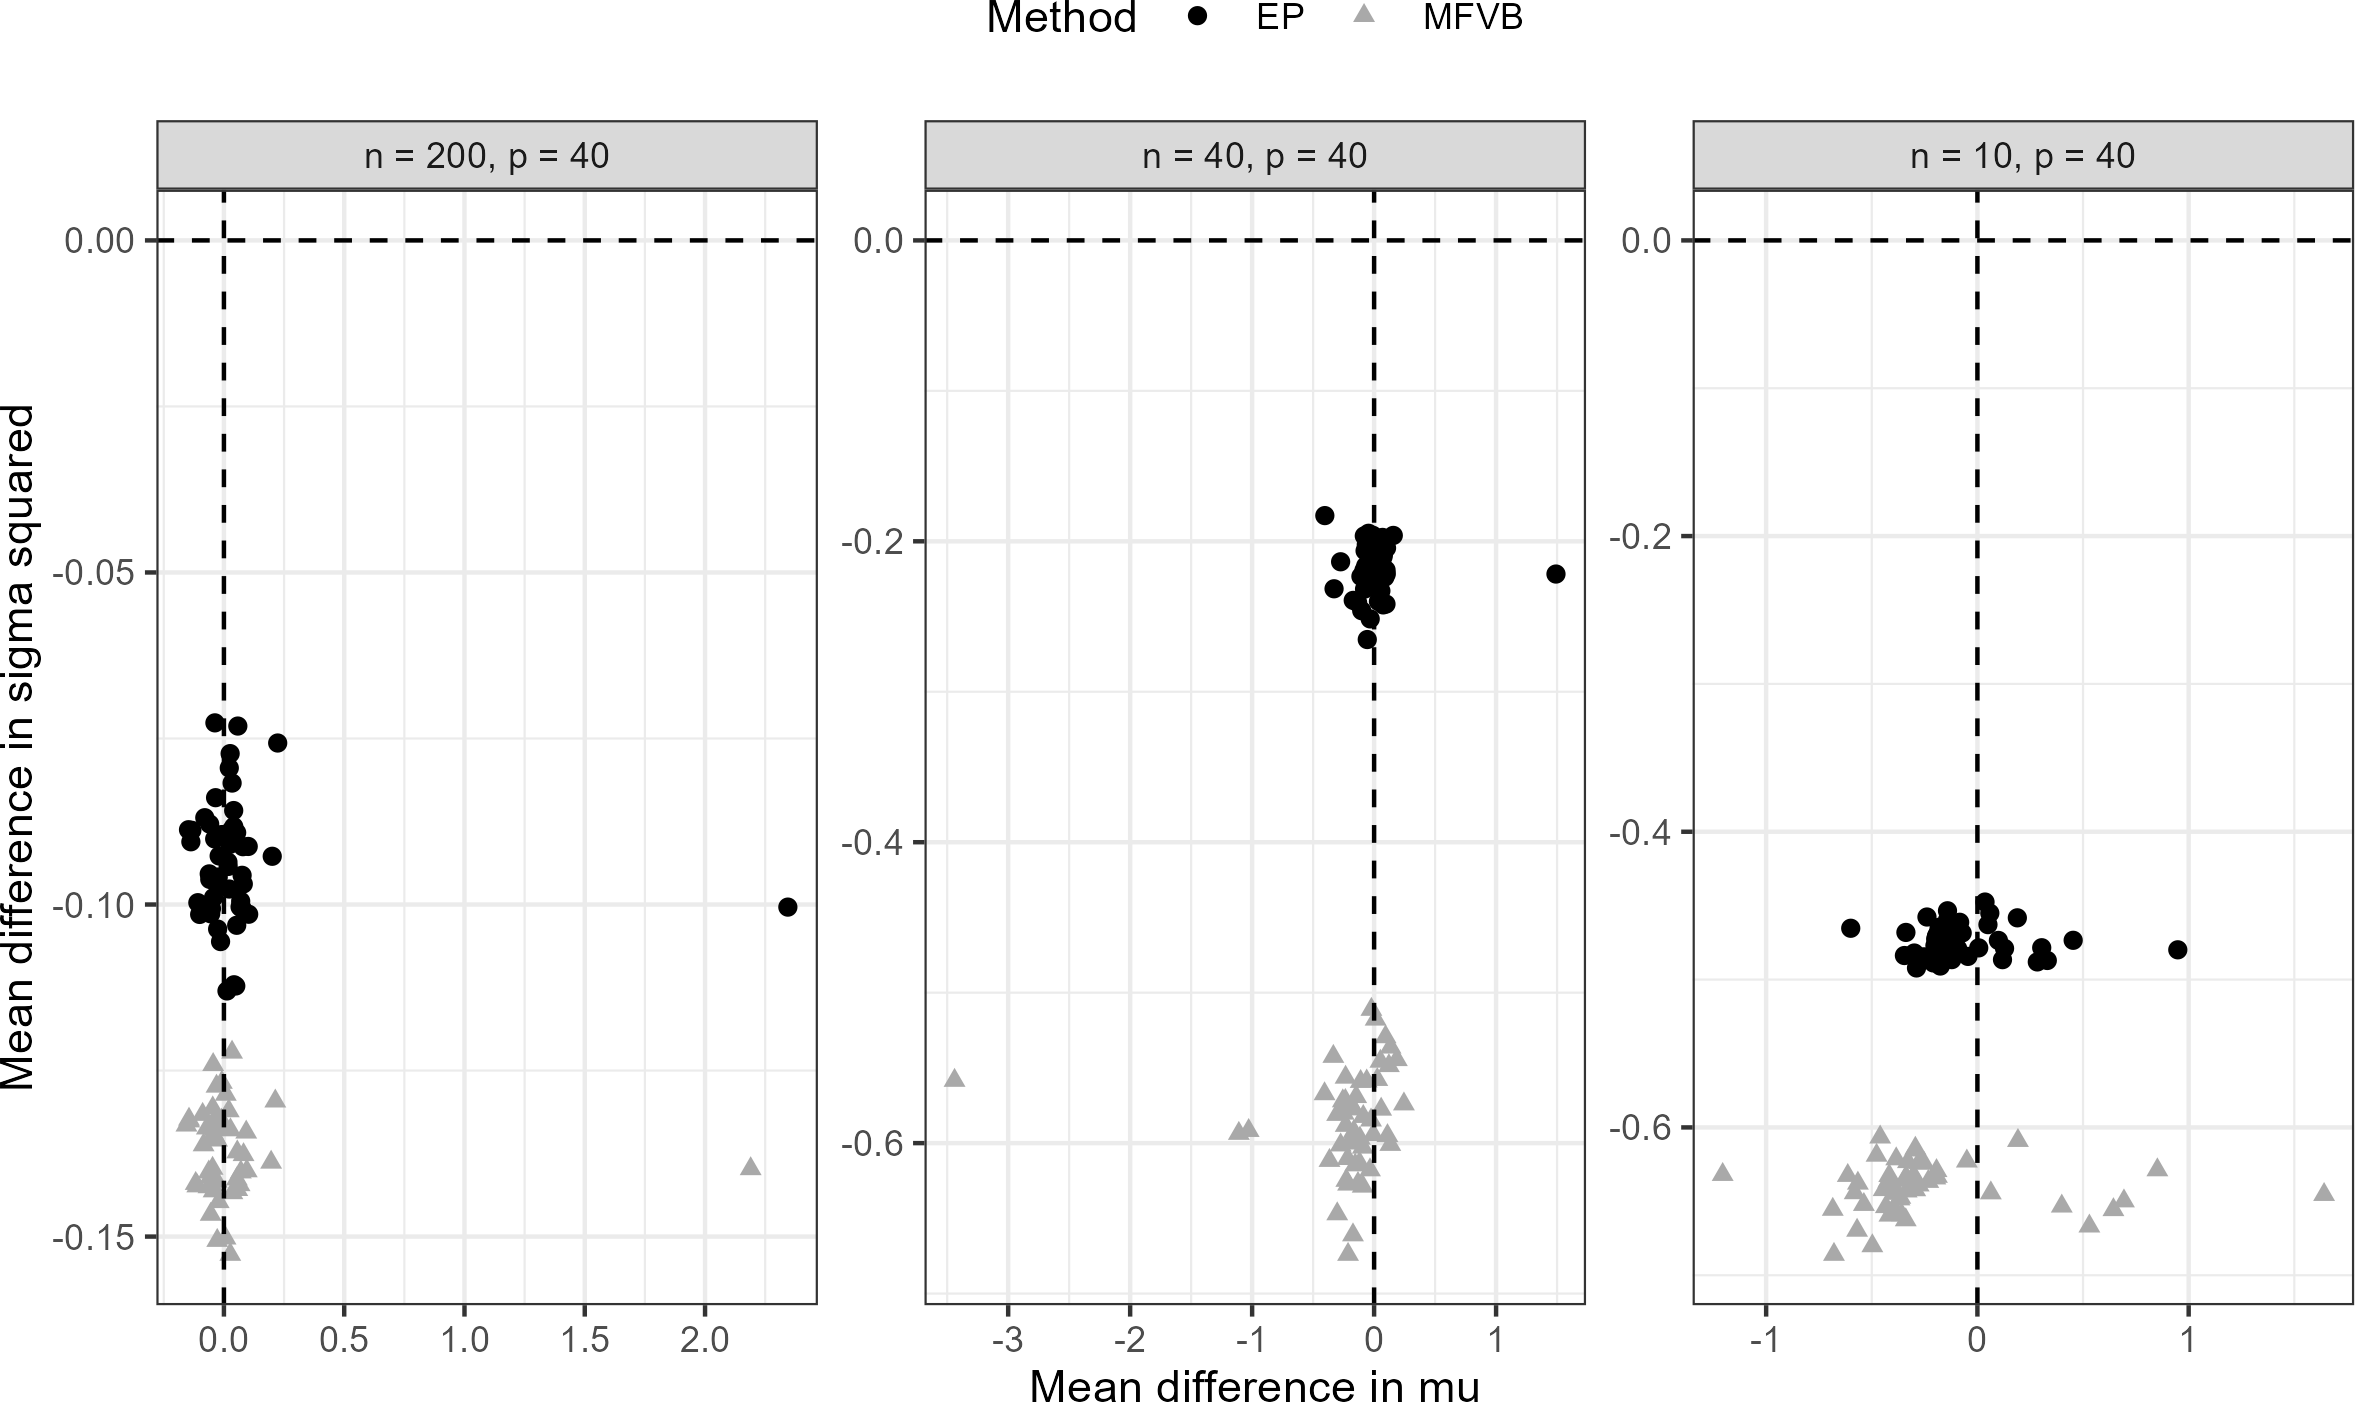 Method EP MFVB
n = 200, p = 40
n = 40, p = 40
n = 10, p = 40
Mean difference in sigma squared
0.00
-0.05
-0.10
-0.15
0.0
-0.2
-0.4
-0.6
0.0
-0.2
-0.4
-0.6
0.0 0.5 1.0 1.5 2.0
-3 -2 -1 0 1
-1 0 1
Mean difference in mu